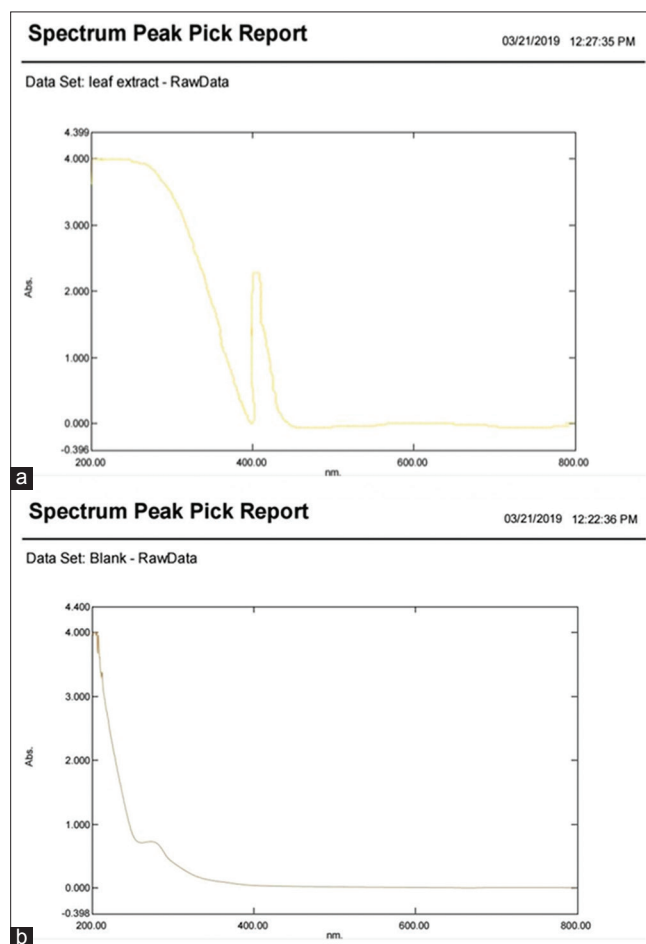 Spectrum Peak Pick Report
03/21/2019 12:27:35 PM
Data Set: leaf extract - RawData
4.399
4.000
3.000
2.000
1.000
0.000
-0.396
Abs.
200.00 400.00 600.00 800.00
nm.
a
Spectrum Peak Pick Report
03/21/2019 12:22:36 PM
Data Set: Blank - RawData
4.400
4.000
3.000
2.000
1.000
0.000
-0.398
Abs.
200.00 400.00 600.00 800.00
nm.
b